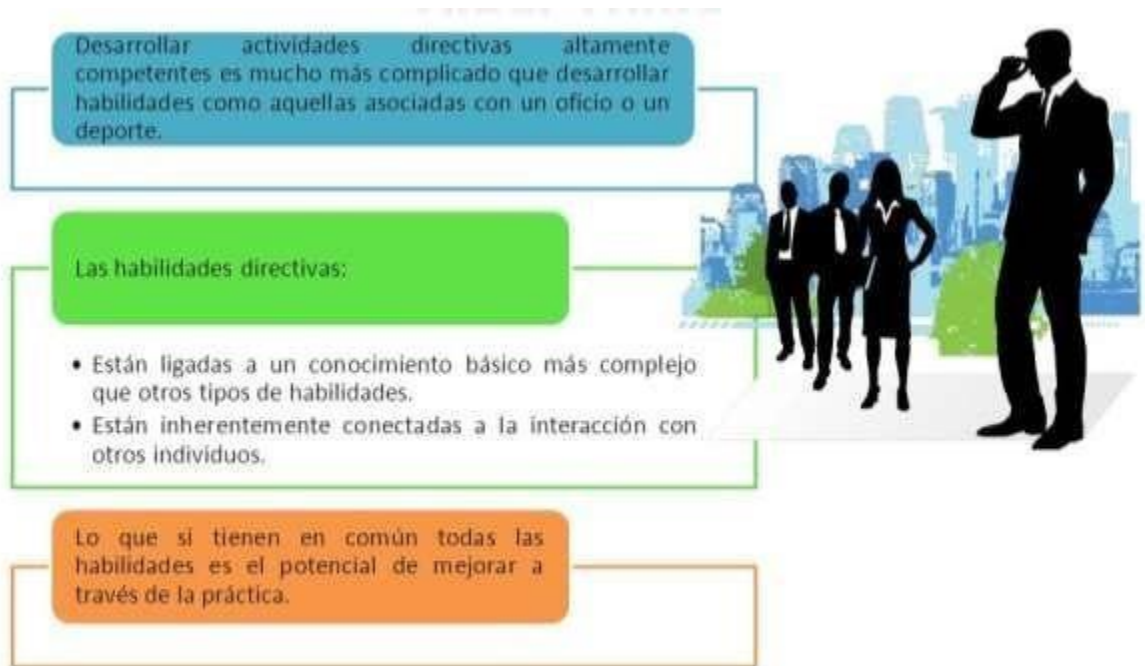 Desarrollar actividades directivas altamente
competentes es mucho más complicado que desarrollar
habilidades como aquellas asociadas con un oficio o un
deporte.
Las habilidades directivas:
• Están ligadas a un conocimiento básico más complejo
que otros tipos de habilidades.
• Están inherentemente conectadas a la interacción con
otros individuos.
Lo que sí tienen en común todas las
habilidades es el potencial de mejorar a
través de la práctica.